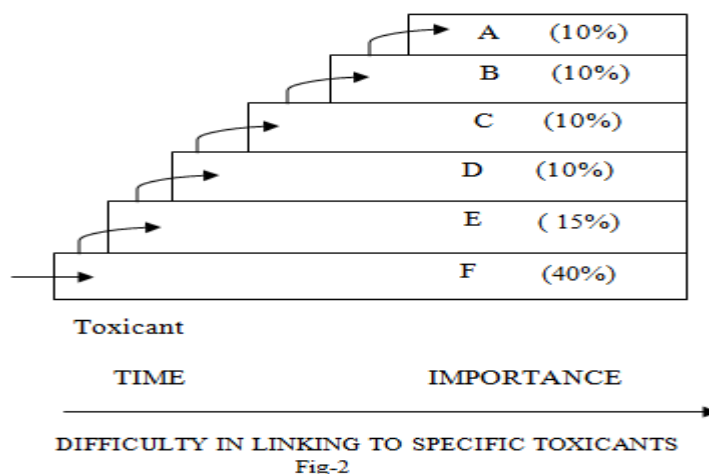 A (10%)
B (10%)
C (10%)
D (10%)
E ( 15%)
F (40%)
Toxicant
TIME IMPORTANCE
DIFFICULTY IN LINKING TO SPECIFIC TOXICANTS
Fig-2